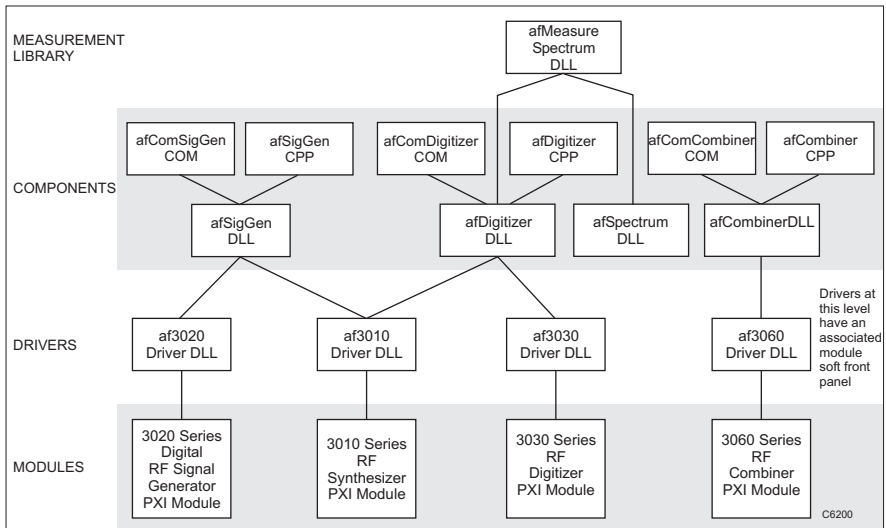 MEASUREMENT
LIBRARY
afMeasure
Spectrum
DLL
COMPONENTS
afComSigGen
COM
afSigGen
CPP
afComDigitizer
COM
afDigitizer
CPP
afComCombiner
COM
afCombiner
CPP
afSigGen
DLL
afDigitizer
DLL
afSpectrum
DLL
afCombinerDLL
DRIVERS
af3020
Driver DLL
af3010
Driver DLL
af3030
Driver DLL
af3060
Driver DLL
Drivers at
this level
have an
associated
module
soft front
panel
MODULES
3020 Series
Digital
RF Signal
Generator
PXI Module
3010 Series
RF
Synthesizer
PXI Module
3030 Series
RF
Digitizer
PXI Module
3060 Series
RF
Combiner
PXI Module
C6200